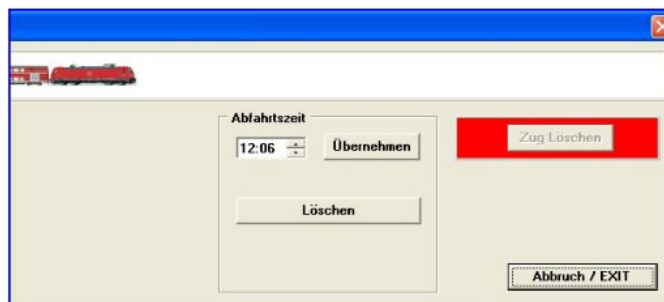 Abfahrtszeit
12:06 Übernehmen
Zug Löschen
Löschen
Abbruch / EXIT